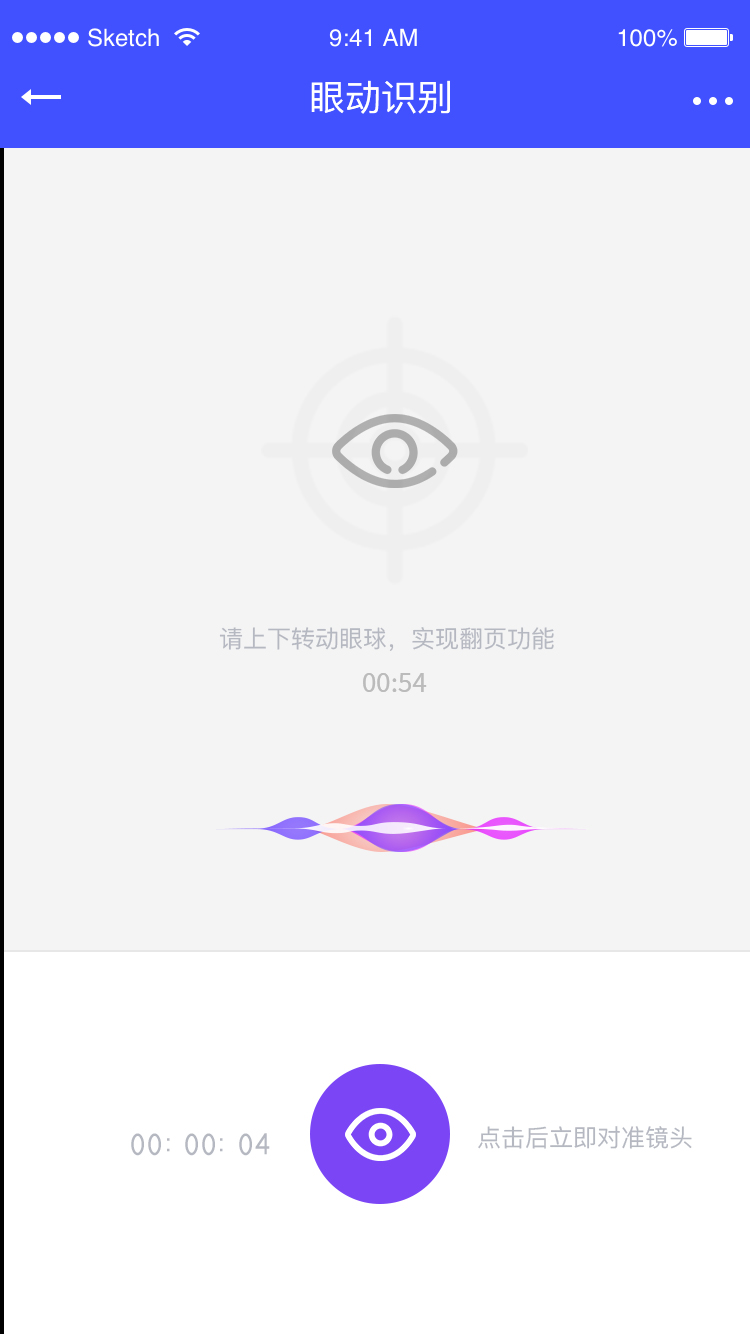 Sketch 9:41 AM 100%
眼动识别
请上下转动眼球，实现翻页功能
00:54
00: 00: 04 点击后立即对准镜头